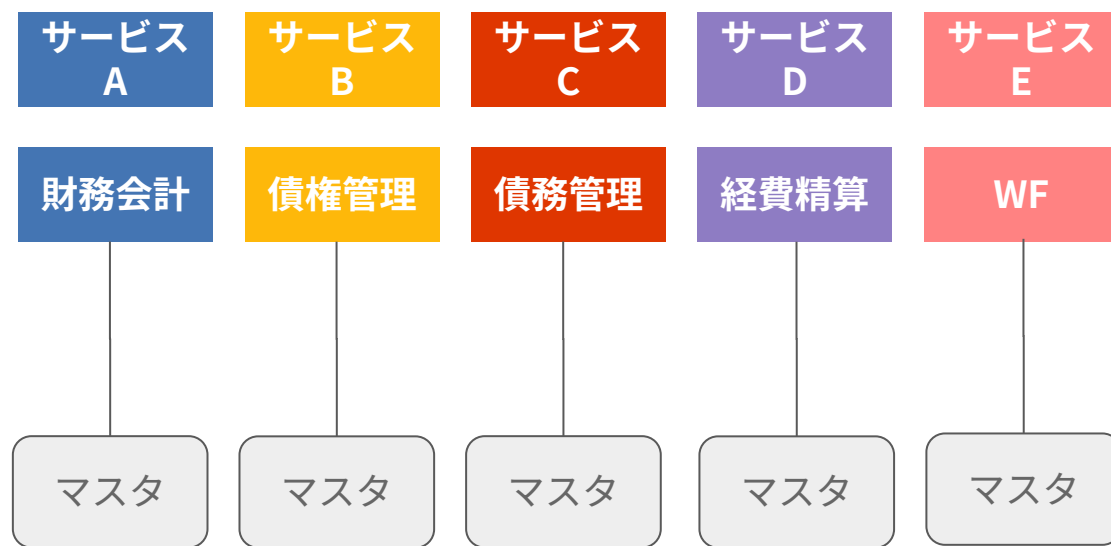 サービス
A
サービス
B
サービス
C
サービス
D
サービス
E
財務会計
債権管理
債務管理
経費精算
WF
マスタ
マスタ
マスタ
マスタ
マスタ